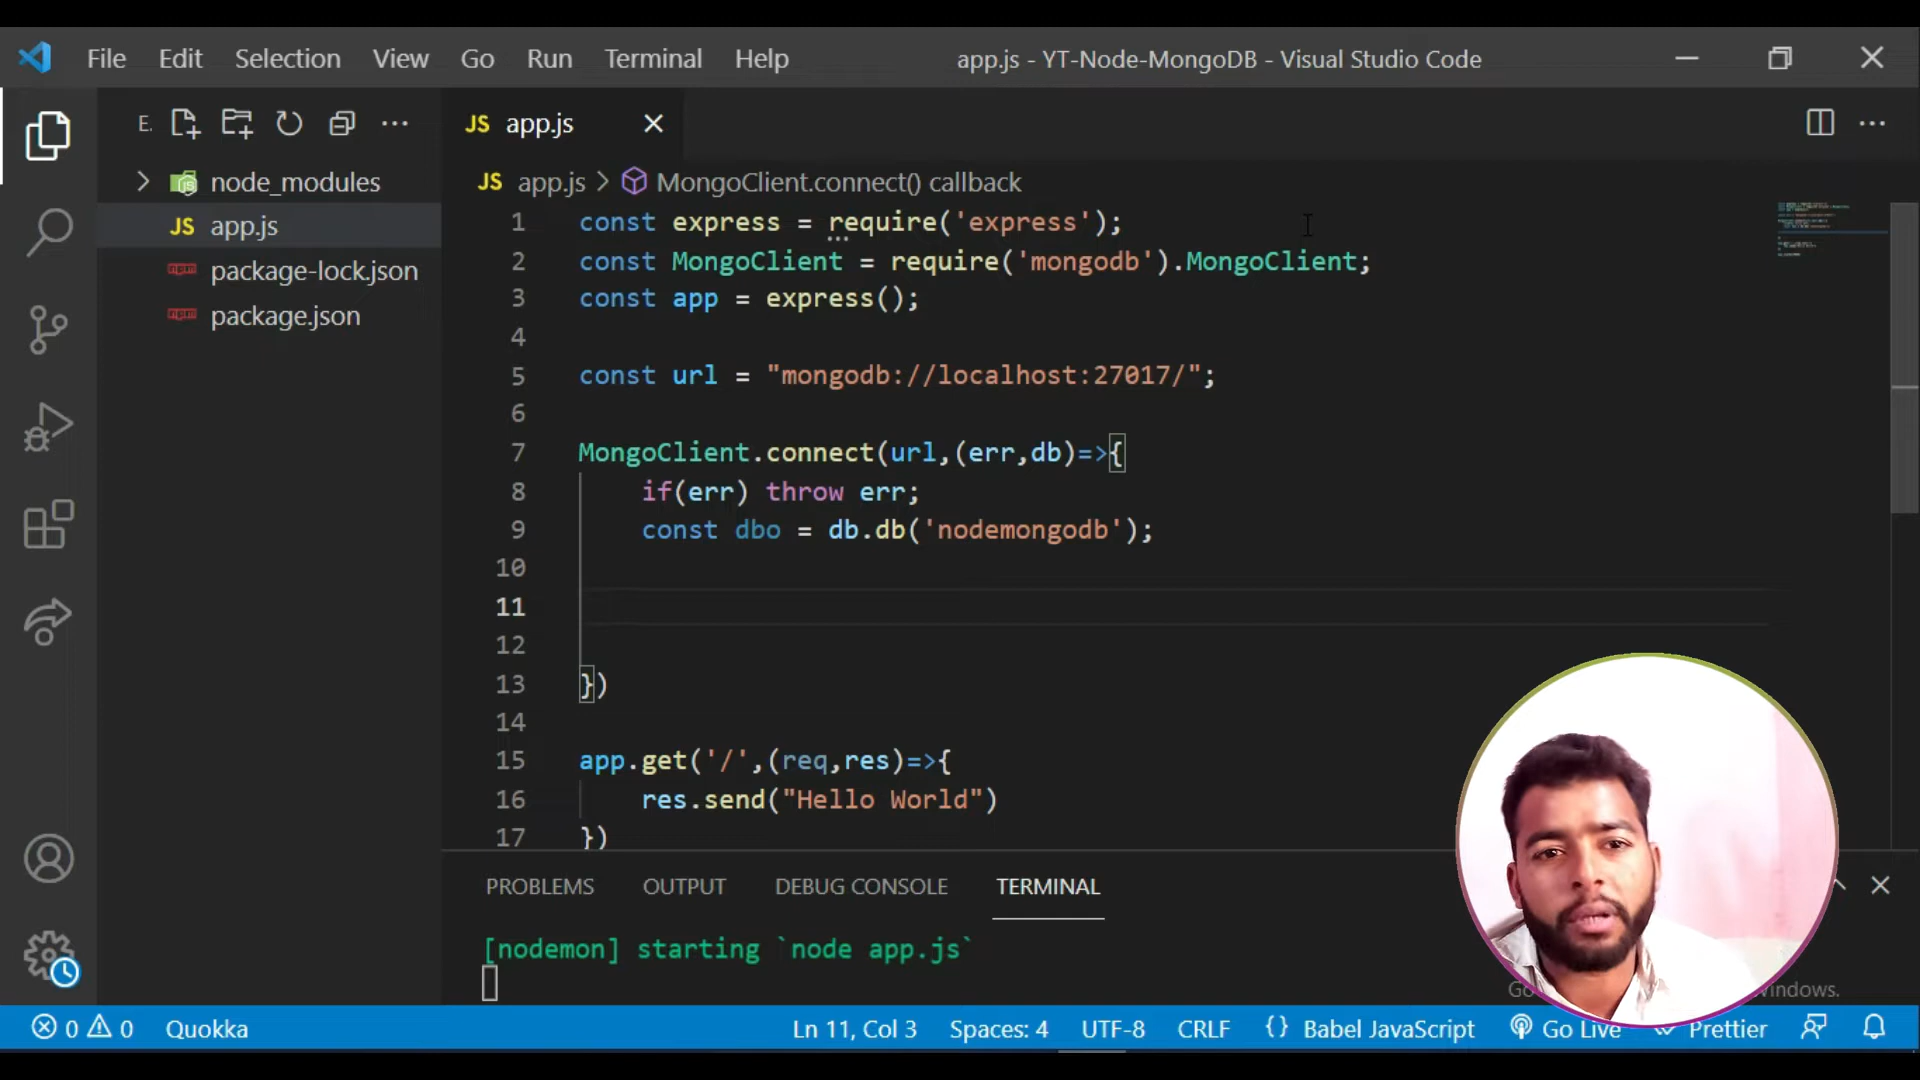 File Edit Selection View Go Run Terminal Help app.js - YT-Node-MongoDB - Visual Studio Code
E.
JS app.js
node_modules
JS app.js
package-lock.json
package.json
JS app.js > MongoClient.connect() callback
1 const express = require('express');
2 const MongoClient = require('mongodb').MongoClient;
3 const app = express();
4
5 const url = "mongodb://localhost:27017/";
6
7 MongoClient.connect(url,(err,db)=>{
8 if(err) throw err;
9 const dbo = db.db('nodemongodb');
10
11
12
13 })
14
15 app.get('/',(req,res)=>{
16 res.send("Hello World")
17 })
PROBLEMS OUTPUT DEBUG CONSOLE TERMINAL
[nodemon] starting `node app.js`
Go Windows.
0 0 Quokka Ln 11, Col 3 Spaces: 4 UTF-8 CRLF {} Babel JavaScript Go Live Prettier